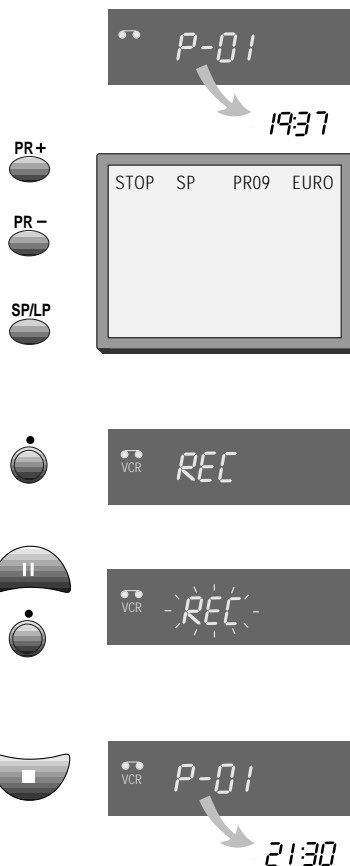 P-01
19:37
PR+
STOP SP PR09 EURO
PR–
SP/LP
VCR REC
VCR REC
VCR P-01
21:30